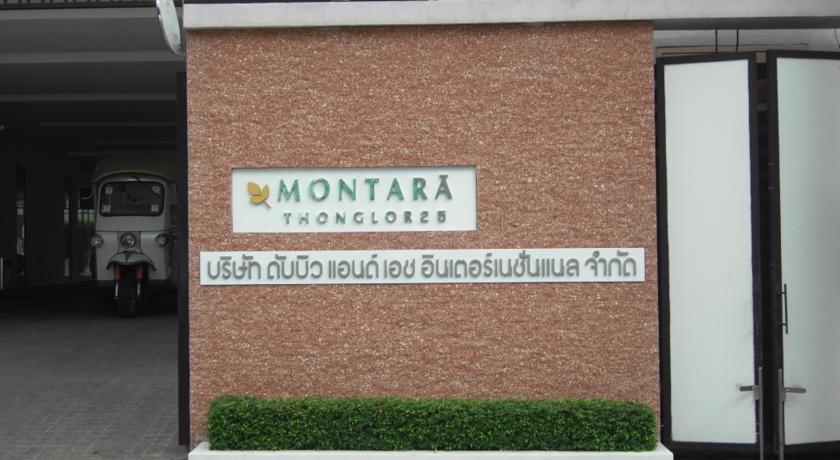 MONTARĀ
THONGLOR25
บริษัท ดับบิว แอนด์ เอช อินเตอร์เนชั่นแนล จำกัด